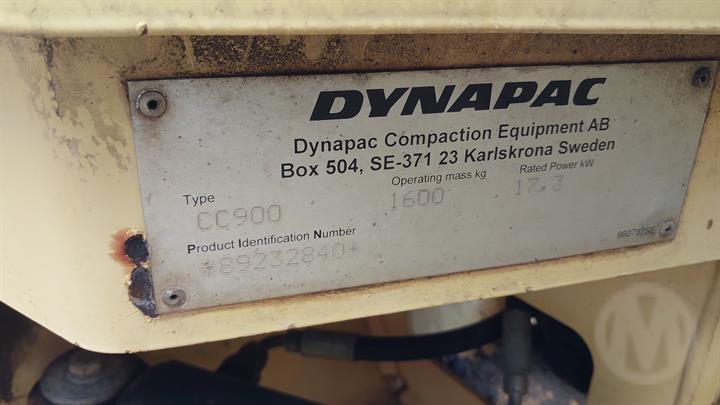 DYNAPAC
Dynapac Compaction Equipment AB
Box 504, SE-371 23 Karlskrona Sweden
Type Operating mass kg Rated Power kW
CC900 1600 17.3
Product Identification Number
*89232840*
960787SE
M